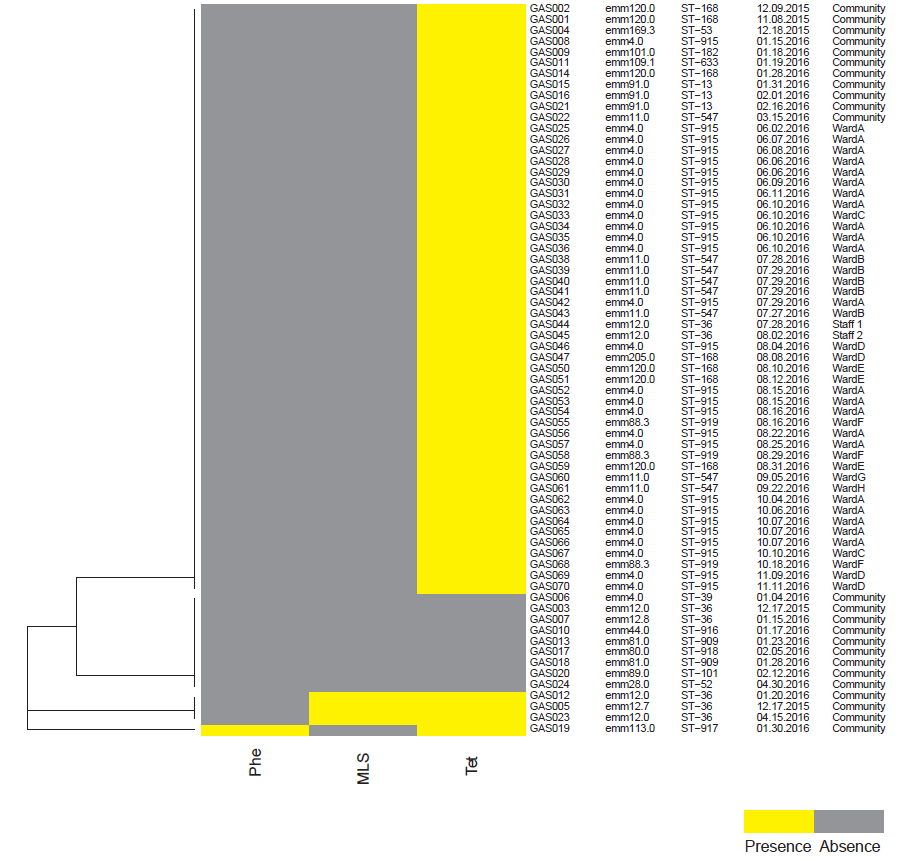 GAS002 emm120.0 ST−168 12.09.2015 Community
GAS001 emm120.0 ST−168 11.08.2015 Community
GAS004 emm169.3 ST−53 12.18.2015 Community
GAS008 emm4.0 ST−915 01.15.2016 Community
GAS009 emm101.0 ST−182 01.18.2016 Community
GAS011 emm109.1 ST−633 01.19.2016 Community
GAS014 emm120.0 ST−168 01.28.2016 Community
GAS015 emm91.0 ST−13 01.31.2016 Community
GAS016 emm91.0 ST−13 02.01.2016 Community
GAS021 emm91.0 ST−13 02.16.2016 Community
GAS022 emm11.0 ST−547 03.15.2016 Community
GAS025 emm4.0 ST−915 06.02.2016 WardA
GAS026 emm4.0 ST−915 06.07.2016 WardA
GAS027 emm4.0 ST−915 06.08.2016 WardA
GAS028 emm4.0 ST−915 06.06.2016 WardA
GAS029 emm4.0 ST−915 06.06.2016 WardA
GAS030 emm4.0 ST−915 06.09.2016 WardA
GAS031 emm4.0 ST−915 06.11.2016 WardA
GAS032 emm4.0 ST−915 06.10.2016 WardA
GAS033 emm4.0 ST−915 06.10.2016 WardC
GAS034 emm4.0 ST−915 06.10.2016 WardA
GAS035 emm4.0 ST−915 06.10.2016 WardA
GAS036 emm4.0 ST−915 06.10.2016 WardA
GAS038 emm11.0 ST−547 07.28.2016 WardB
GAS039 emm11.0 ST−547 07.29.2016 WardB
GAS040 emm11.0 ST−547 07.29.2016 WardB
GAS041 emm11.0 ST−547 07.29.2016 WardB
GAS042 emm4.0 ST−915 07.29.2016 WardA
GAS043 emm11.0 ST−547 07.27.2016 WardB
GAS044 emm12.0 ST−36 07.28.2016 Staff 1
GAS045 emm12.0 ST−36 08.02.2016 Staff 2
GAS046 emm4.0 ST−915 08.04.2016 WardD
GAS047 emm205.0 ST−168 08.08.2016 WardD
GAS050 emm120.0 ST−168 08.10.2016 WardE
GAS051 emm120.0 ST−168 08.12.2016 WardE
GAS052 emm4.0 ST−915 08.15.2016 WardA
GAS053 emm4.0 ST−915 08.15.2016 WardA
GAS054 emm4.0 ST−915 08.16.2016 WardA
GAS055 emm88.3 ST−919 08.16.2016 WardF
GAS056 emm4.0 ST−915 08.22.2016 WardA
GAS057 emm4.0 ST−915 08.25.2016 WardA
GAS058 emm88.3 ST−919 08.29.2016 WardF
GAS059 emm120.0 ST−168 08.31.2016 WardE
GAS060 emm11.0 ST−547 09.05.2016 WardG
GAS061 emm11.0 ST−547 09.22.2016 WardH
GAS062 emm4.0 ST−915 10.04.2016 WardA
GAS063 emm4.0 ST−915 10.06.2016 WardA
GAS064 emm4.0 ST−915 10.07.2016 WardA
GAS065 emm4.0 ST−915 10.07.2016 WardA
GAS066 emm4.0 ST−915 10.07.2016 WardA
GAS067 emm4.0 ST−915 10.10.2016 WardC
GAS068 emm88.3 ST−919 10.18.2016 WardF
GAS069 emm4.0 ST−915 11.09.2016 WardD
GAS070 emm4.0 ST−915 11.11.2016 WardD
GAS006 emm4.0 ST−39 01.04.2016 Community
GAS003 emm12.0 ST−36 12.17.2015 Community
GAS007 emm12.8 ST−36 01.15.2016 Community
GAS010 emm44.0 ST−916 01.17.2016 Community
GAS013 emm81.0 ST−909 01.23.2016 Community
GAS017 emm80.0 ST−918 02.05.2016 Community
GAS018 emm81.0 ST−909 01.28.2016 Community
GAS020 emm89.0 ST−101 02.12.2016 Community
GAS024 emm28.0 ST−52 04.30.2016 Community
GAS012 emm12.0 ST−36 01.20.2016 Community
GAS005 emm12.7 ST−36 12.17.2015 Community
GAS023 emm12.0 ST−36 04.15.2016 Community
GAS019 emm113.0 ST−917 01.30.2016 Community
Phe MLS Tet
Presence Absence